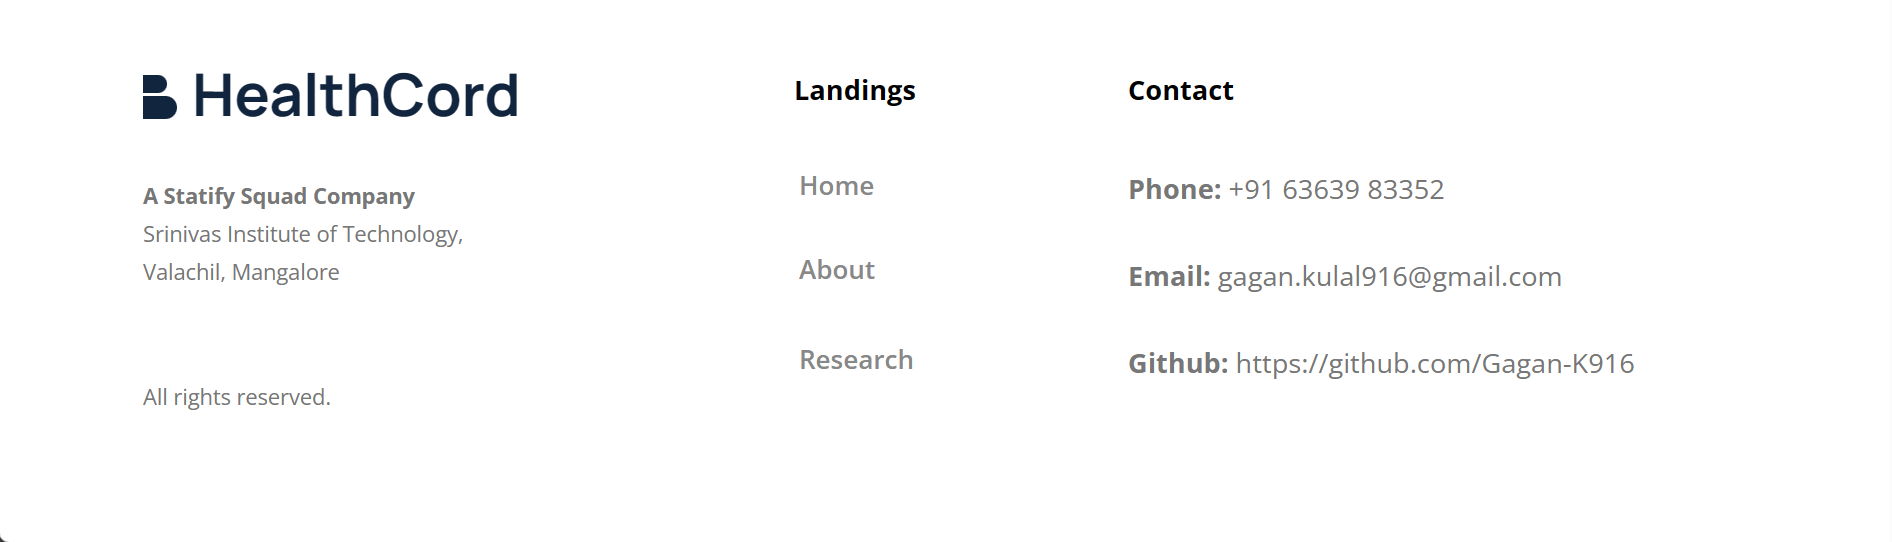 HealthCord
A Statify Squad Company
Srinivas Institute of Technology,
Valachil, Mangalore
All rights reserved.
Landings
Home
About
Research
Contact
Phone: +91 63639 83352
Email: gagan.kulal916@gmail.com
Github: https://github.com/Gagan-K916